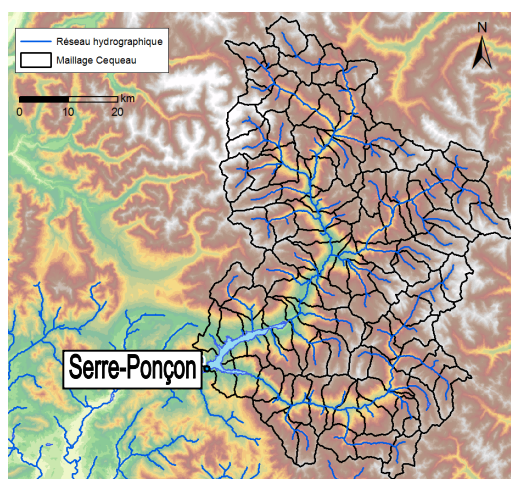 Réseau hydrographique
Maillage Cequeau
N
km
0 10 20
Serre-Ponçon